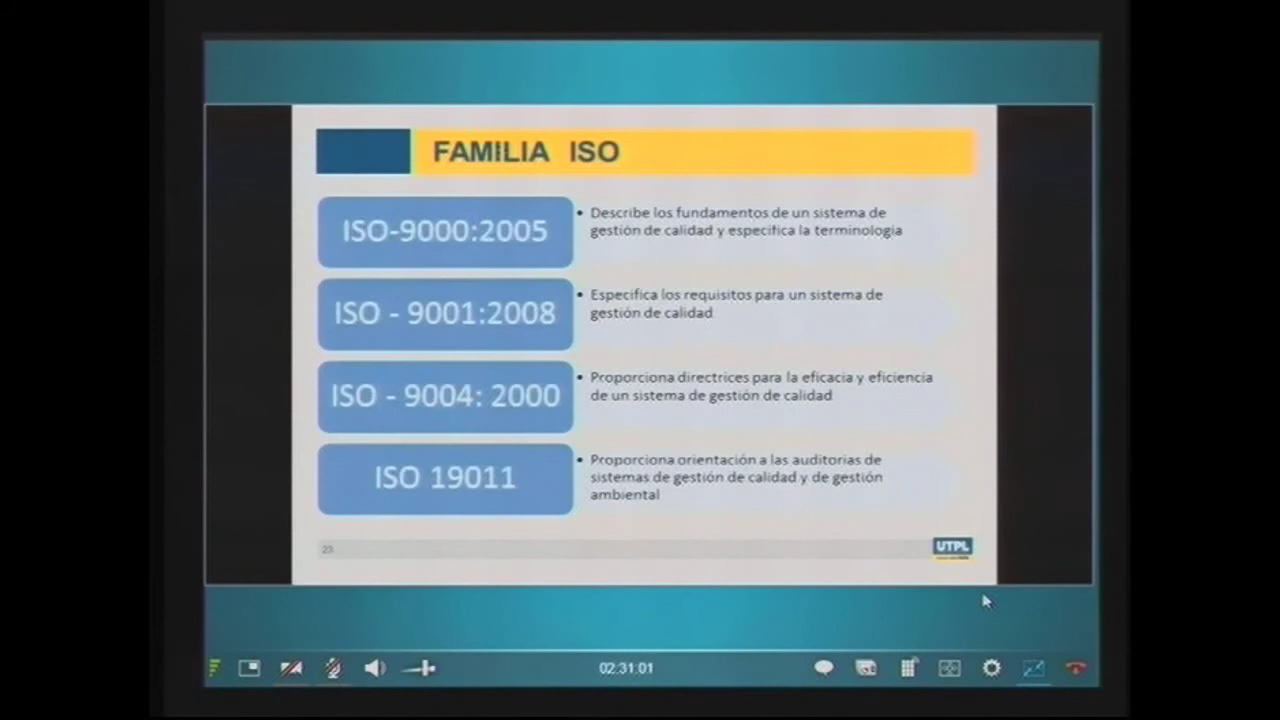 FAMILIA ISO
ISO-9000:2005
• Describe los fundamentos de un sistema de
gestión de calidad y especifica la terminologia
ISO - 9001:2008
• Especifica los requisitos para un sistema de
gestión de calidad
ISO - 9004: 2000
• Proporciona directrices para la eficacia y eficiencia
de un sistema de gestión de calidad
ISO 19011
• Proporciona orientación a las auditorias de
sistemas de gestión de calidad y de gestión
ambiental
23
UTPL
02.31.01